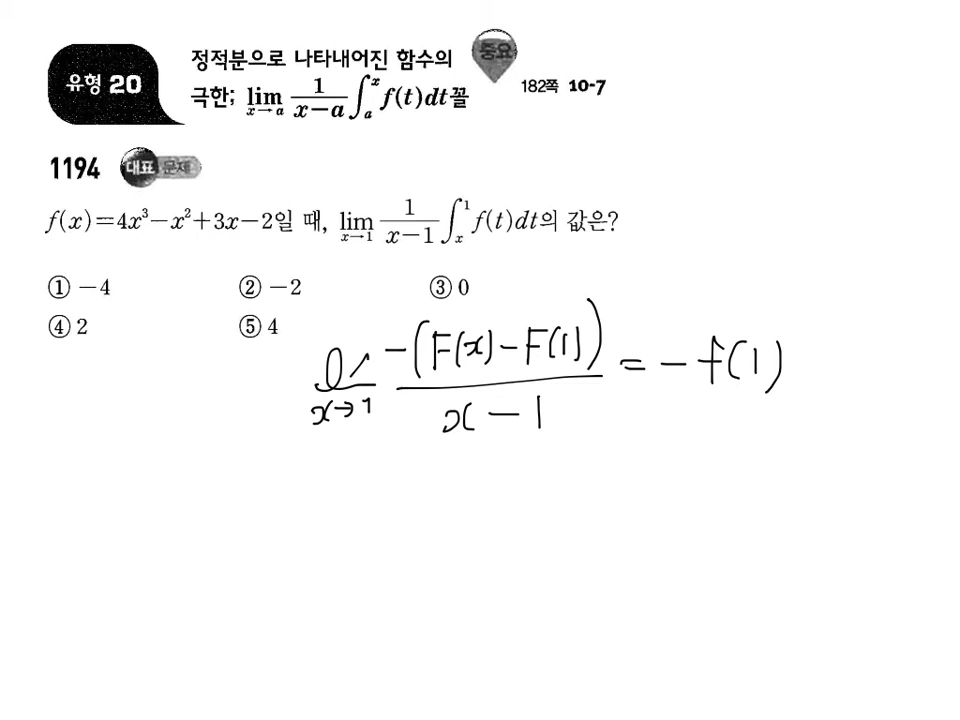 유형 20
정적분으로 나타내어진 함수의
극한; lim_{x→a} 1/(x−a) ∫_a^x f(t)dt 꼴
중요
182쪽 10-7
1194 대표 문제
f(x)=4x³−x²+3x−2일 때, lim_{x→1} 1/(x−1) ∫_x^1 f(t)dt의 값은?
① −4 ② −2 ③ 0
④ 2 ⑤ 4
lim_{x→1} −(F(x)−F(1))/(x−1) = −f(1)